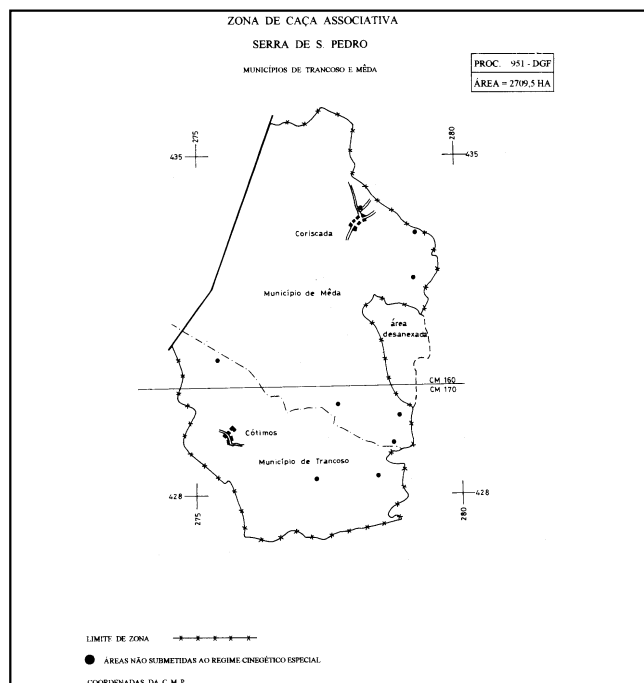 ZONA DE CAÇA ASSOCIATIVA
SERRA DE S. PEDRO
MUNICÍPIOS DE TRANCOSO E MÊDA
PROC. 951 - DGF
ÁREA = 2709,5 HA
275
280
435
435
Coriscada
Município de Mêda
área
desanexada
CM 160
CM 170
Cótimos
Município de Trancoso
428
428
275
280
LIMITE DE ZONA
ÁREAS NÃO SUBMETIDAS AO REGIME CINEGÉTICO ESPECIAL
COORDENADAS DA C.M.P.